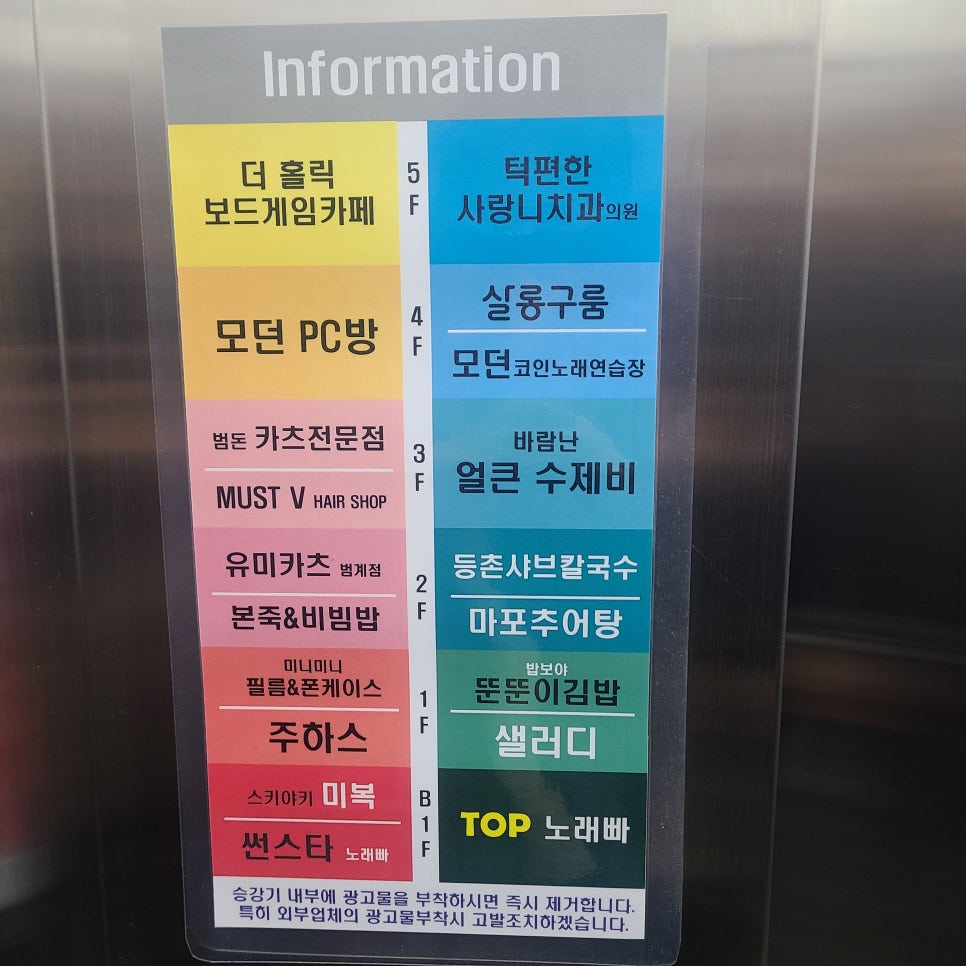 Information
더 홀릭
보드게임카페
5F
턱편한
사랑니치과의원
모던 PC방
4F
살롱구룸
모던코인노래연습장
범돈 카츠전문점
MUST V HAIR SHOP
3F
바람난
얼큰 수제비
유미카츠 범계점
본죽&비빔밥
2F
등촌샤브칼국수
마포추어탕
미니미니
필름&폰케이스
주하스
1F
밥보야
뚠뚠이김밥
샐러디
스키야키 미복
썬스타 노래빠
B1F
TOP 노래빠
승강기 내부에 광고물을 부착하시면 즉시 제거합니다.
특히 외부업체의 광고물부착시 고발조치하겠습니다.